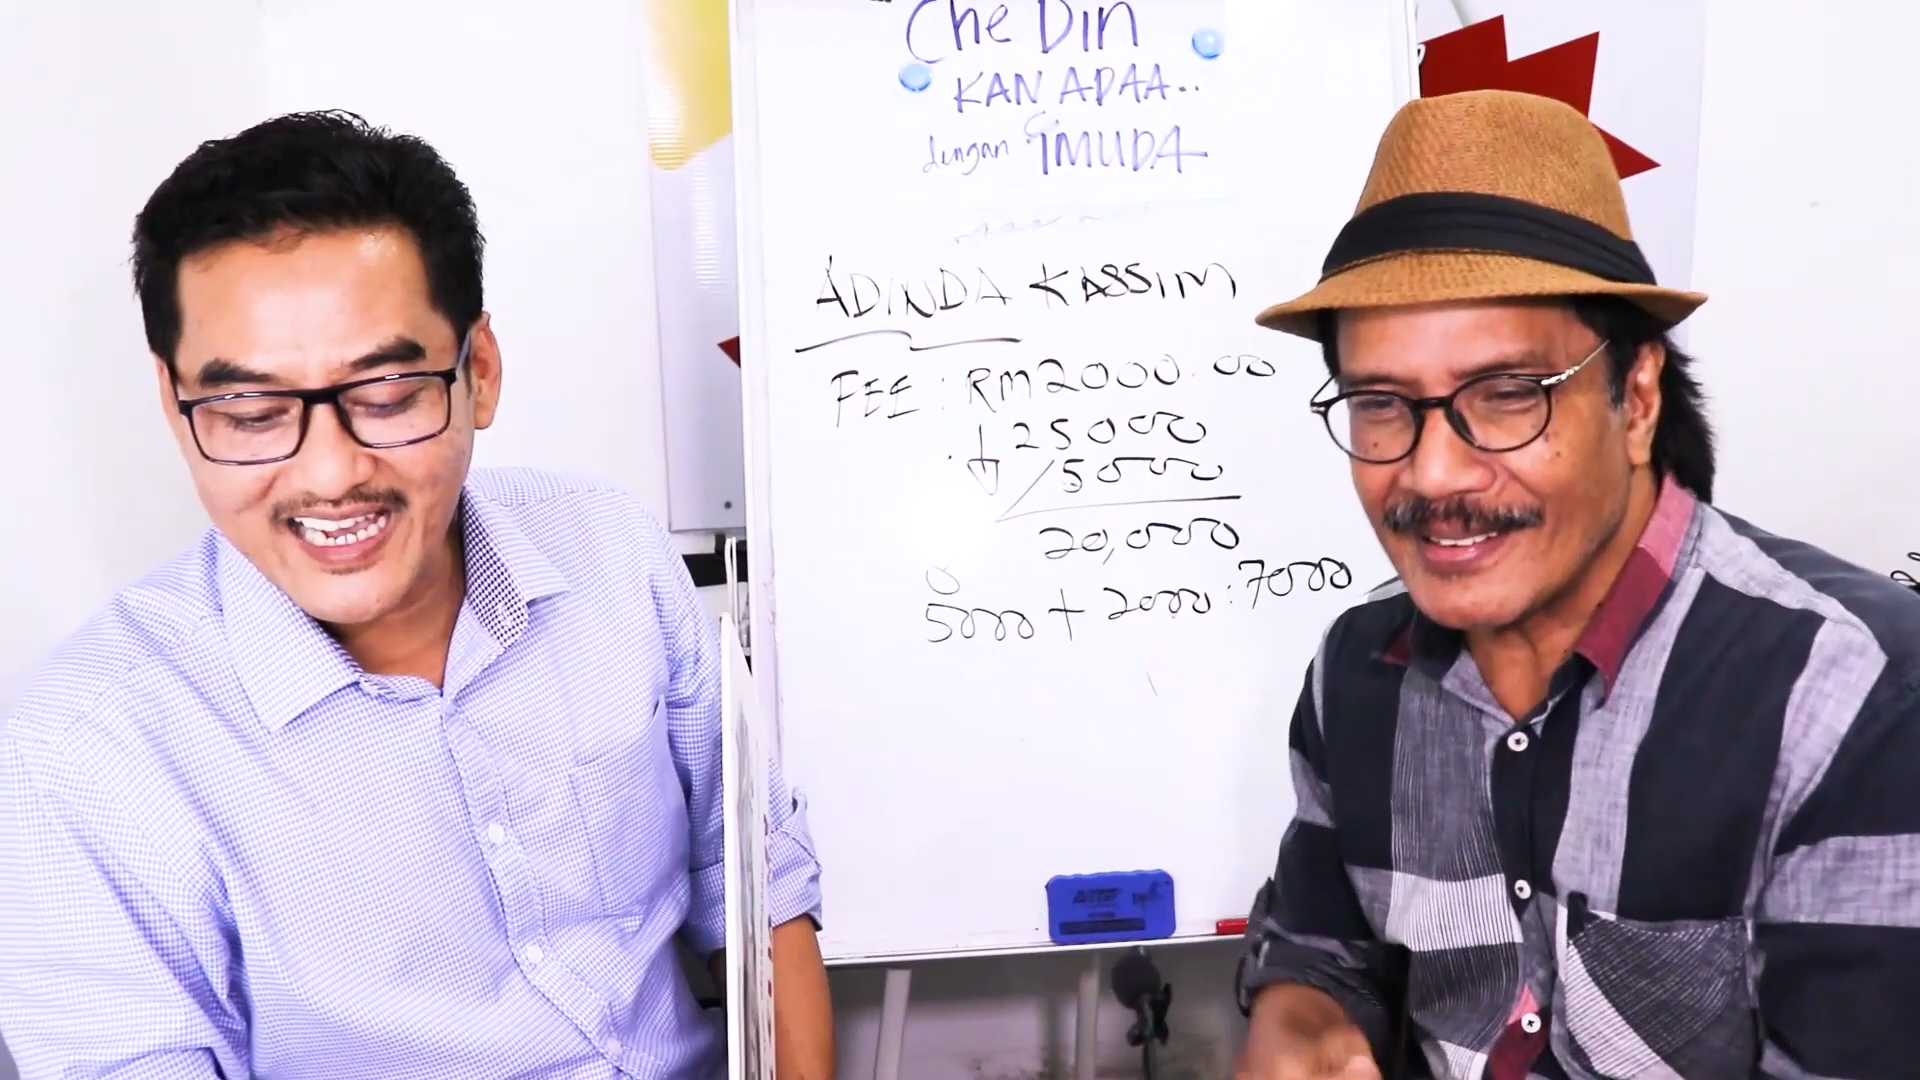 Che Din
KAN ADAA..
dengan IMUDA
ADINDA KASSIM
FEE : RM2000.00
25000
5000
20,000
5000 + 2000 : 7000